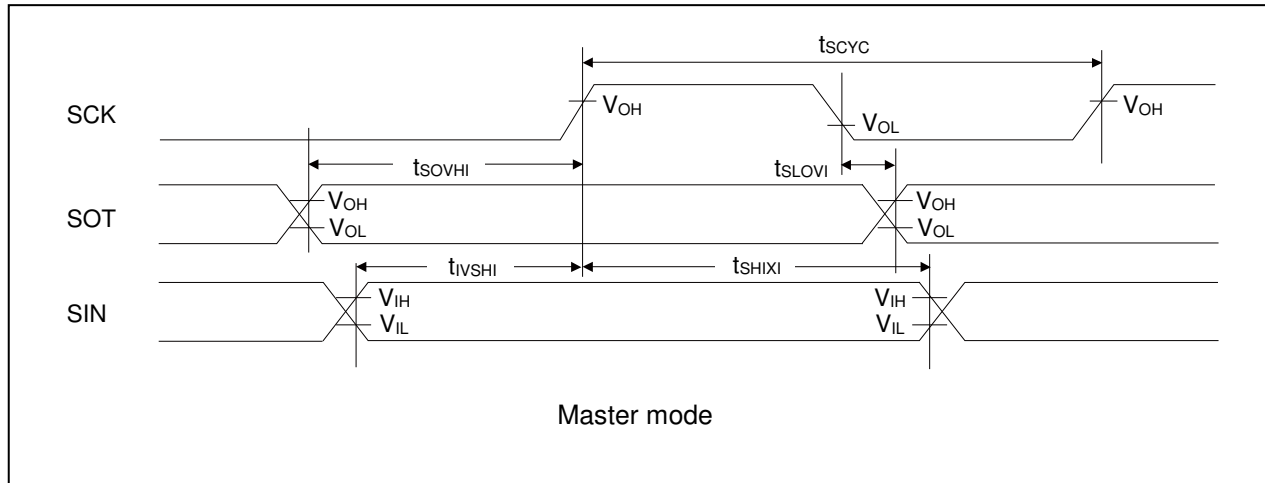 tSCYC
SCK
VOH
VOL
VOH
tSOVHI
tSLOVI
SOT
VOH
VOL
VOH
VOL
tIVSHI
tSHIXI
SIN
VIH
VIL
VIH
VIL
Master mode